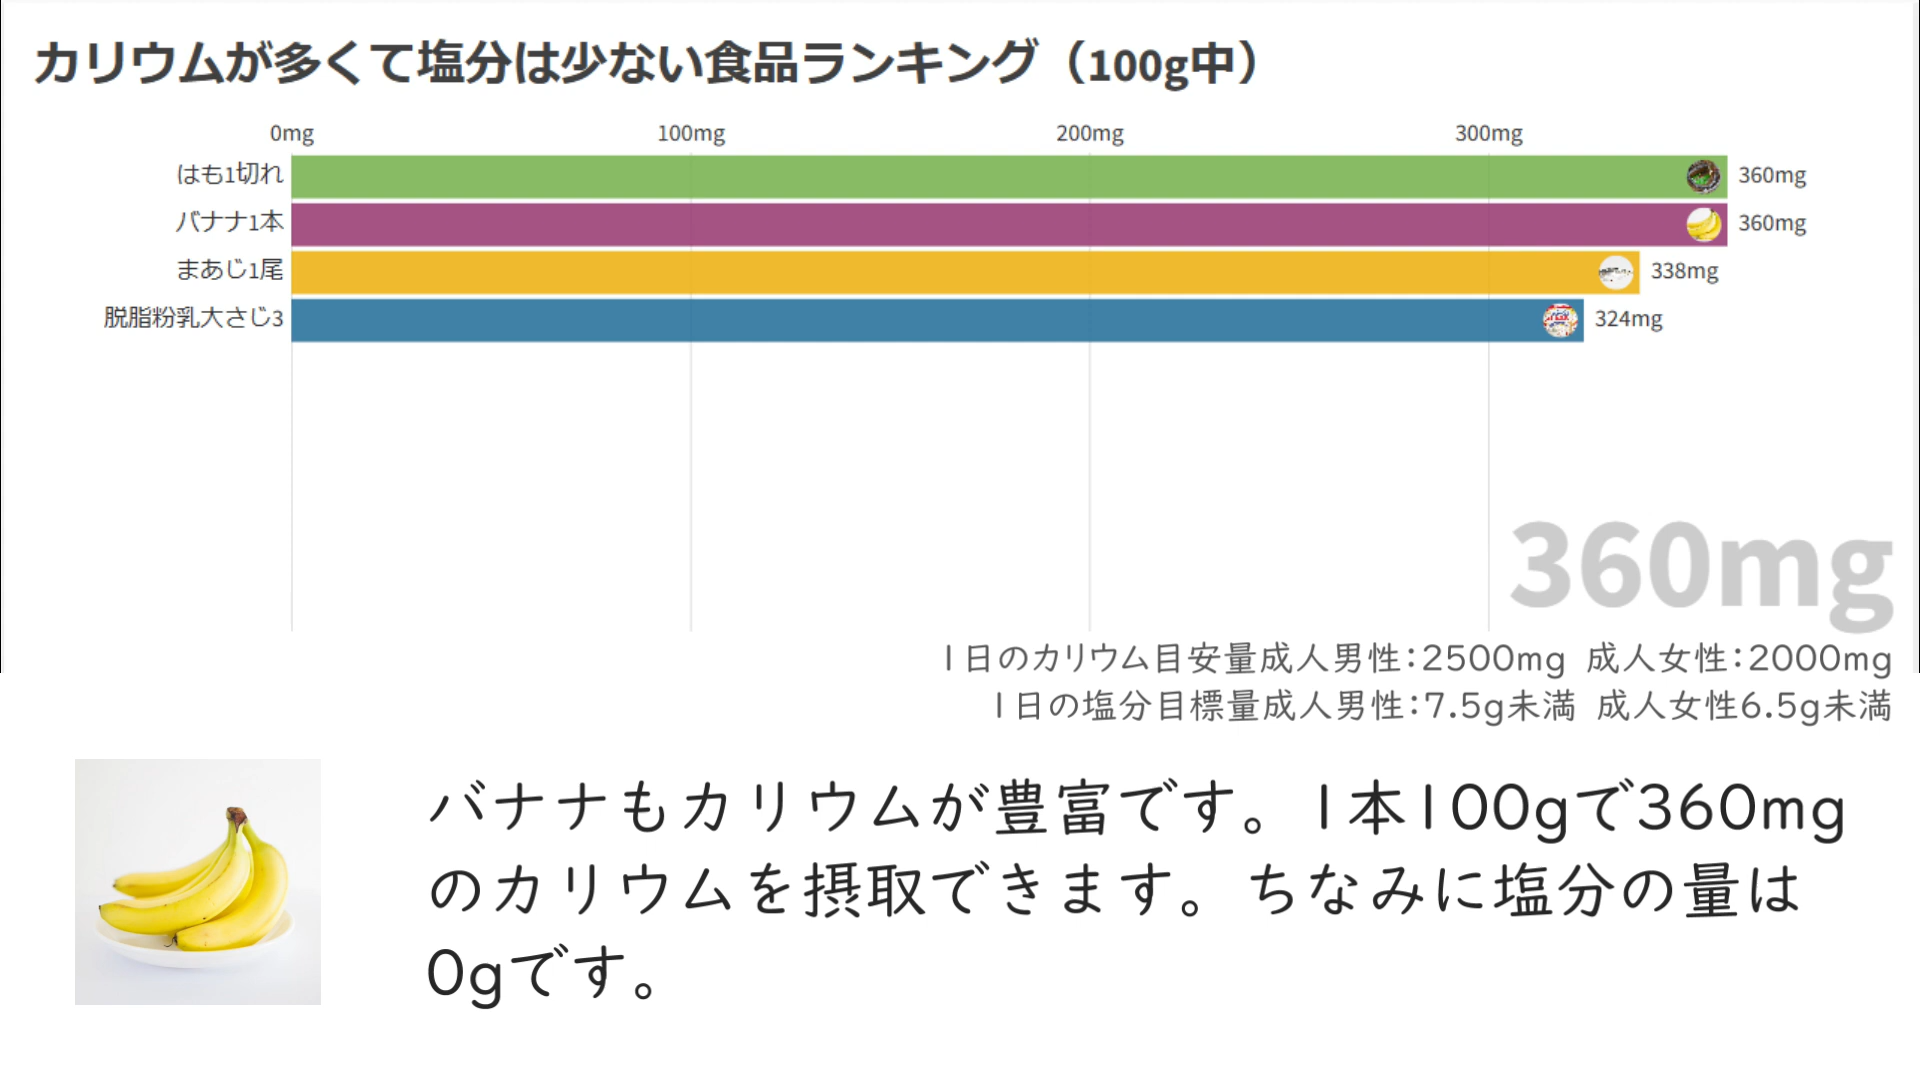 カリウムが多くて塩分は少ない食品ランキング（100g中）
0mg 100mg 200mg 300mg
はも1切れ 360mg
バナナ1本 360mg
まあじ1尾 338mg
脱脂粉乳大さじ3 324mg
360mg
1日のカリウム目安量成人男性：2500mg 成人女性：2000mg
1日の塩分目標量成人男性：7.5g未満 成人女性6.5g未満
バナナもカリウムが豊富です。1本100gで360mg
のカリウムを摂取できます。ちなみに塩分の量は
0gです。